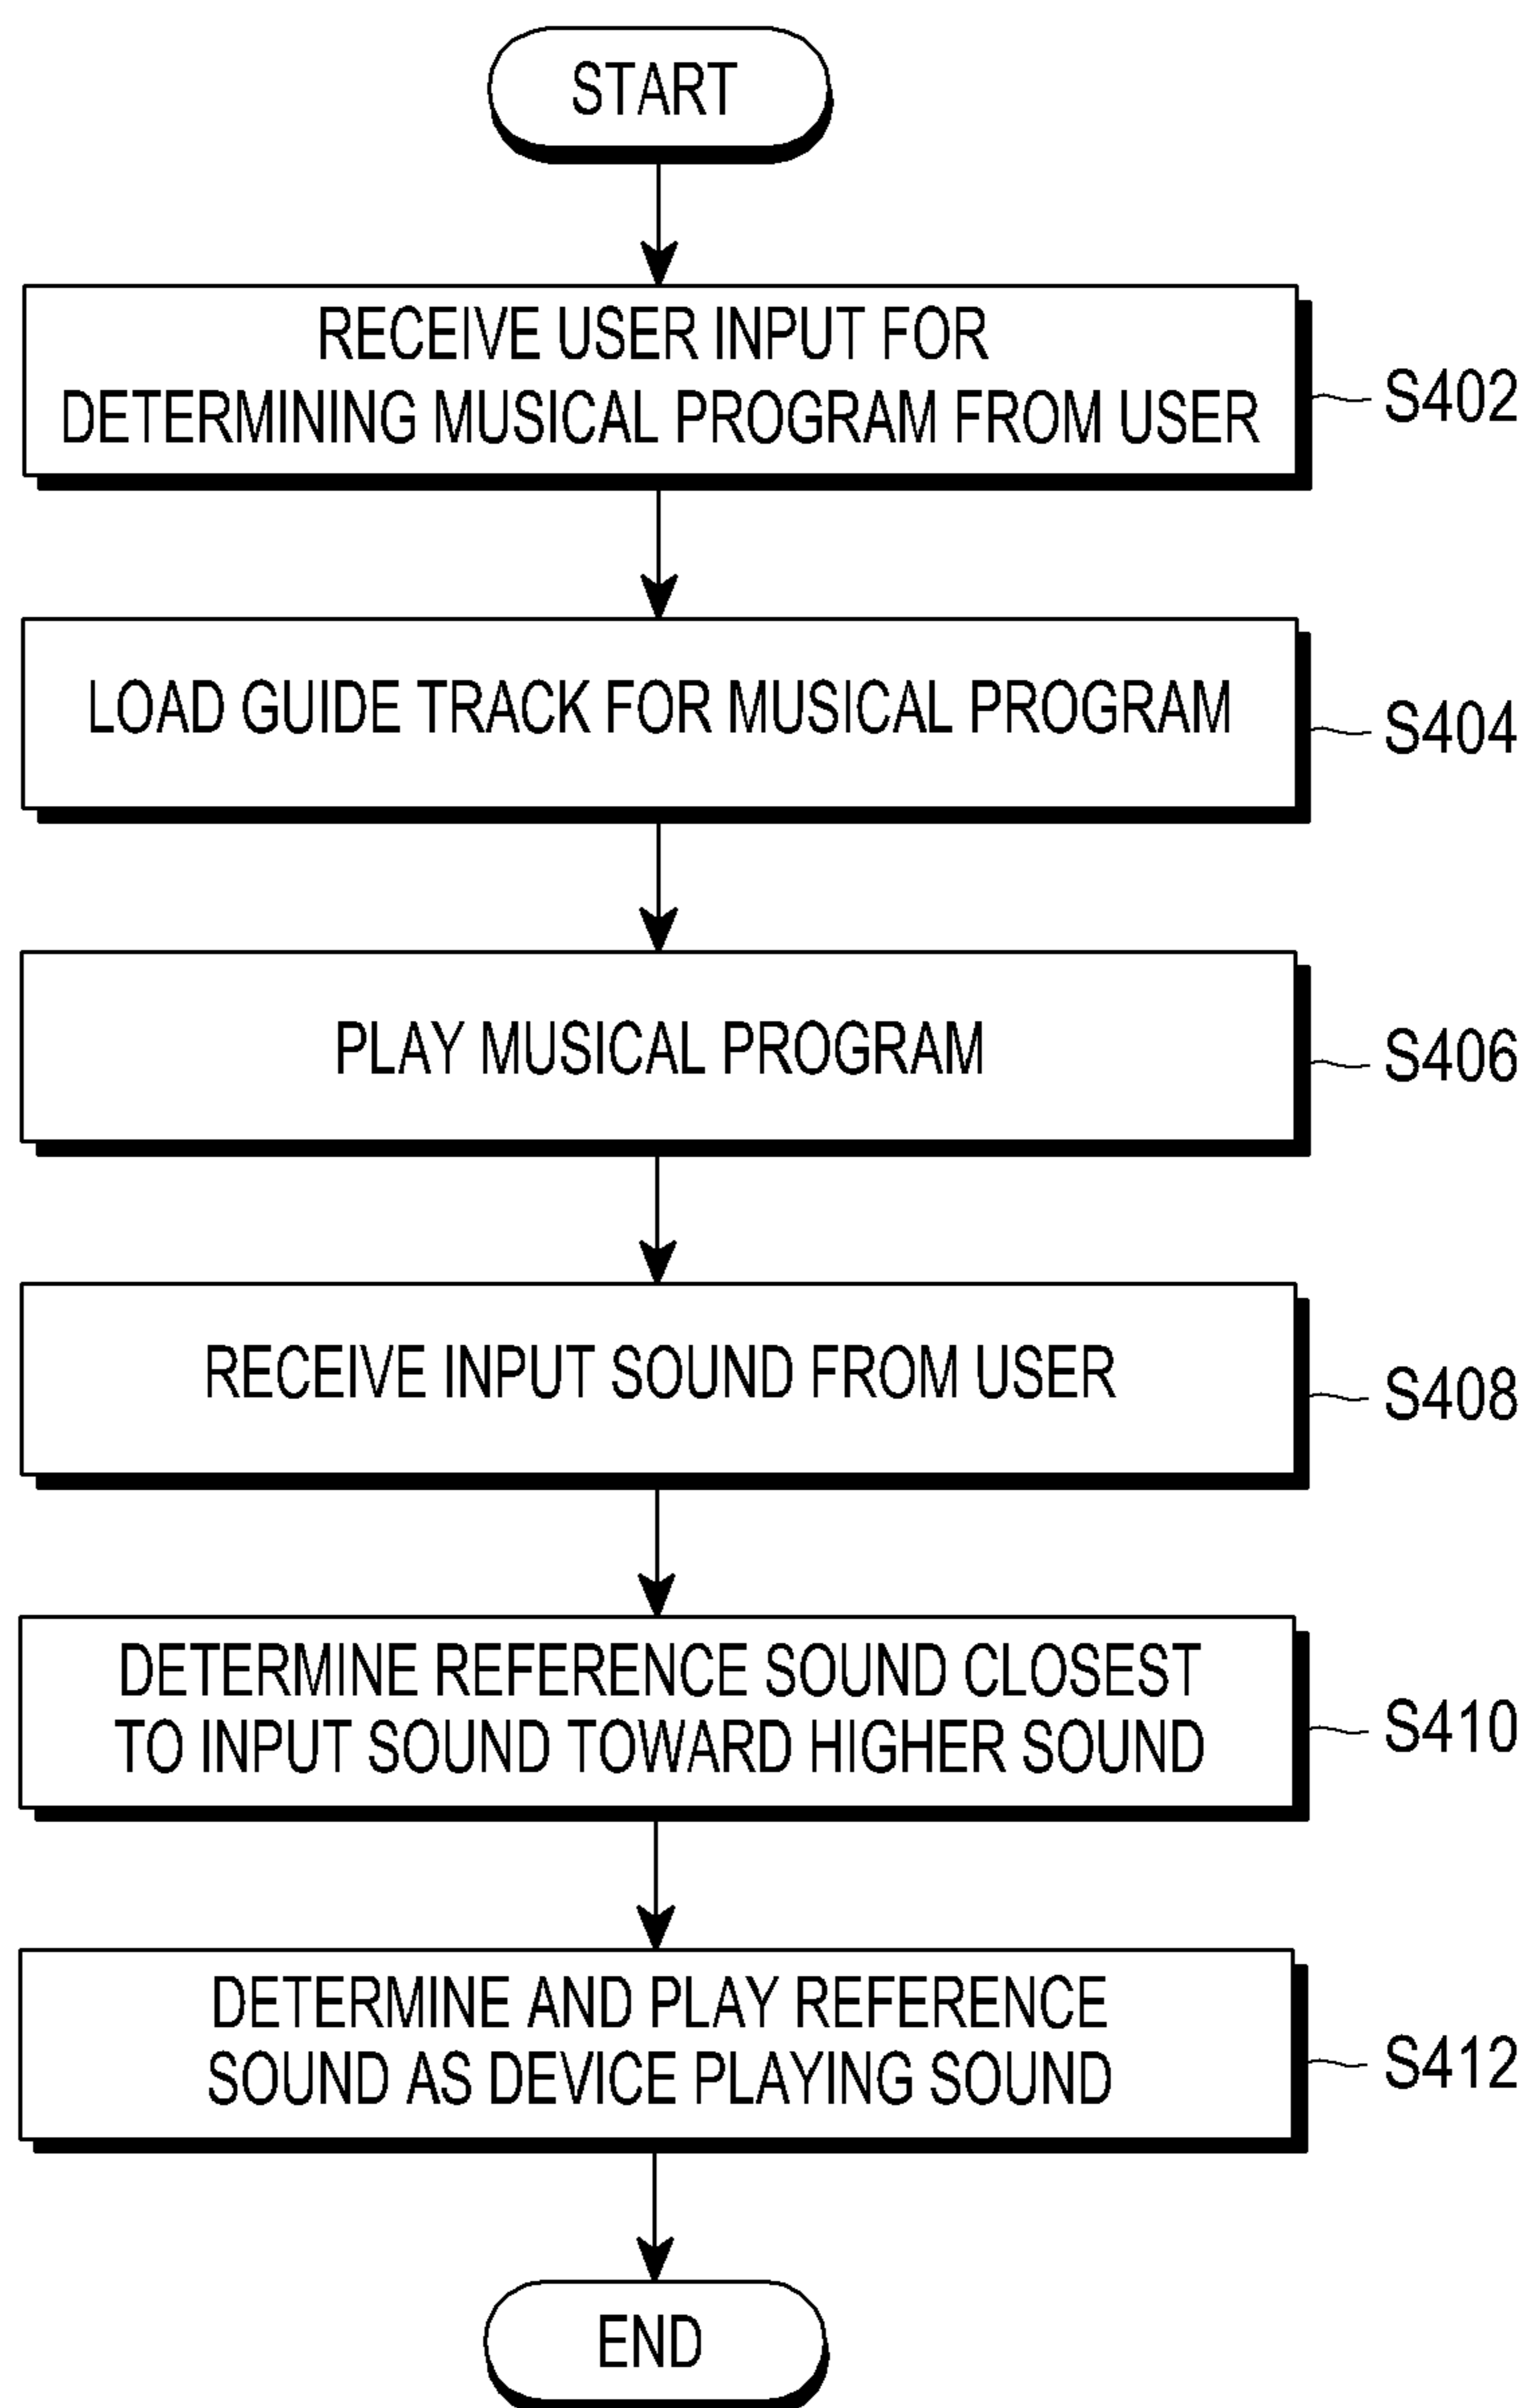 START
RECEIVE USER INPUT FOR
DETERMINING MUSICAL PROGRAM FROM USER
S402
LOAD GUIDE TRACK FOR MUSICAL PROGRAM
S404
PLAY MUSICAL PROGRAM
S406
RECEIVE INPUT SOUND FROM USER
S408
DETERMINE REFERENCE SOUND CLOSEST
TO INPUT SOUND TOWARD HIGHER SOUND
S410
DETERMINE AND PLAY REFERENCE
SOUND AS DEVICE PLAYING SOUND
S412
END